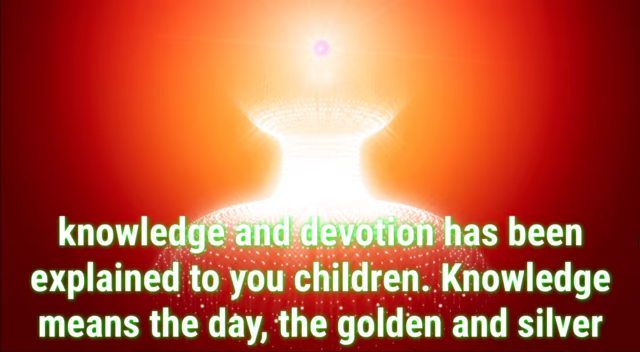 knowledge and devotion has been
explained to you children. Knowledge
means the day, the golden and silver